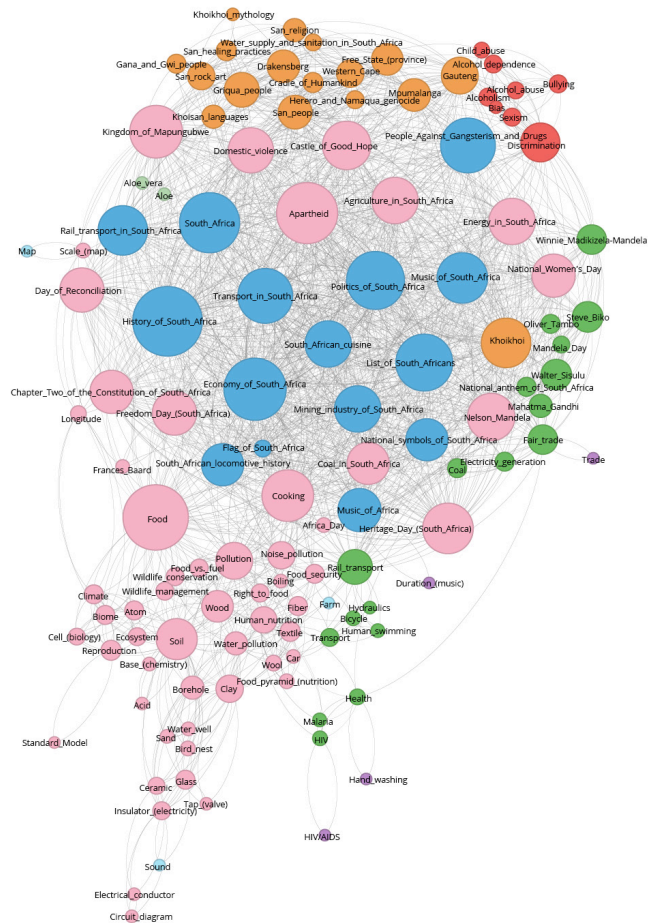 Khoikhoi_mythology
San_religion
Water_supply_and_sanitation_in_South_Africa
San_healing_practices
Child_abuse
Gana_and_Gwi_people
Drakensberg
Free_State_(province)
Alcohol_dependence
San_rock_art
Cradle_of_Humankind
Western_Cape
Gauteng
Bullying
Griqua_people
Mpumalanga
Alcohol_abuse
Herero_and_Namaqua_genocide
Alcoholism
Khoisan_languages
San_people
Bias
Sexism
Kingdom_of_Mapungubwe
People_Against_Gangsterism_and_Drugs
Domestic_violence
Castle_of_Good_Hope
Discrimination
Aloe_vera
Aloe
Agriculture_in_South_Africa
Apartheid
South_Africa
Energy_in_South_Africa
Rail_transport_in_South_Africa
Winnie_Madikizela-Mandela
Map
Scale_(map)
Politics_of_South_Africa
Music_of_South_Africa
National_Women's_Day
Day_of_Reconciliation
Transport_in_South_Africa
History_of_South_Africa
Steve_Biko
Oliver_Tambo
South_African_cuisine
Khoikhoi
Mandela_Day
List_of_South_Africans
Walter_Sisulu
Economy_of_South_Africa
National_anthem_of_South_Africa
Chapter_Two_of_the_Constitution_of_South_Africa
Mahatma_Gandhi
Longitude
Freedom_Day_(South_Africa)
Mining_industry_of_South_Africa
Nelson_Mandela
National_symbols_of_South_Africa
Fair_trade
Flag_of_South_Africa
Trade
Frances_Baard
South_African_locomotive_history
Coal_in_South_Africa
Electricity_generation
Coal
Cooking
Music_of_Africa
Food
Africa_Day
Heritage_Day_(South_Africa)
Noise_pollution
Pollution
Rail_transport
Food_vs._fuel
Wildlife_conservation
Boiling
Food_security
Duration_(music)
Climate
Wildlife_management
Right_to_food
Wood
Fiber
Farm
Hydraulics
Biome
Atom
Human_nutrition
Bicycle
Cell_(biology)
Ecosystem
Soil
Textile
Transport
Human_swimming
Reproduction
Water_pollution
Base_(chemistry)
Wool
Car
Food_pyramid_(nutrition)
Borehole
Clay
Acid
Health
Malaria
Water_well
Sand
HIV
Standard_Model
Bird_nest
Ceramic
Glass
Hand_washing
Tap_(valve)
Insulator_(electricity)
HIV/AIDS
Sound
Electrical_conductor
Circuit_diagram